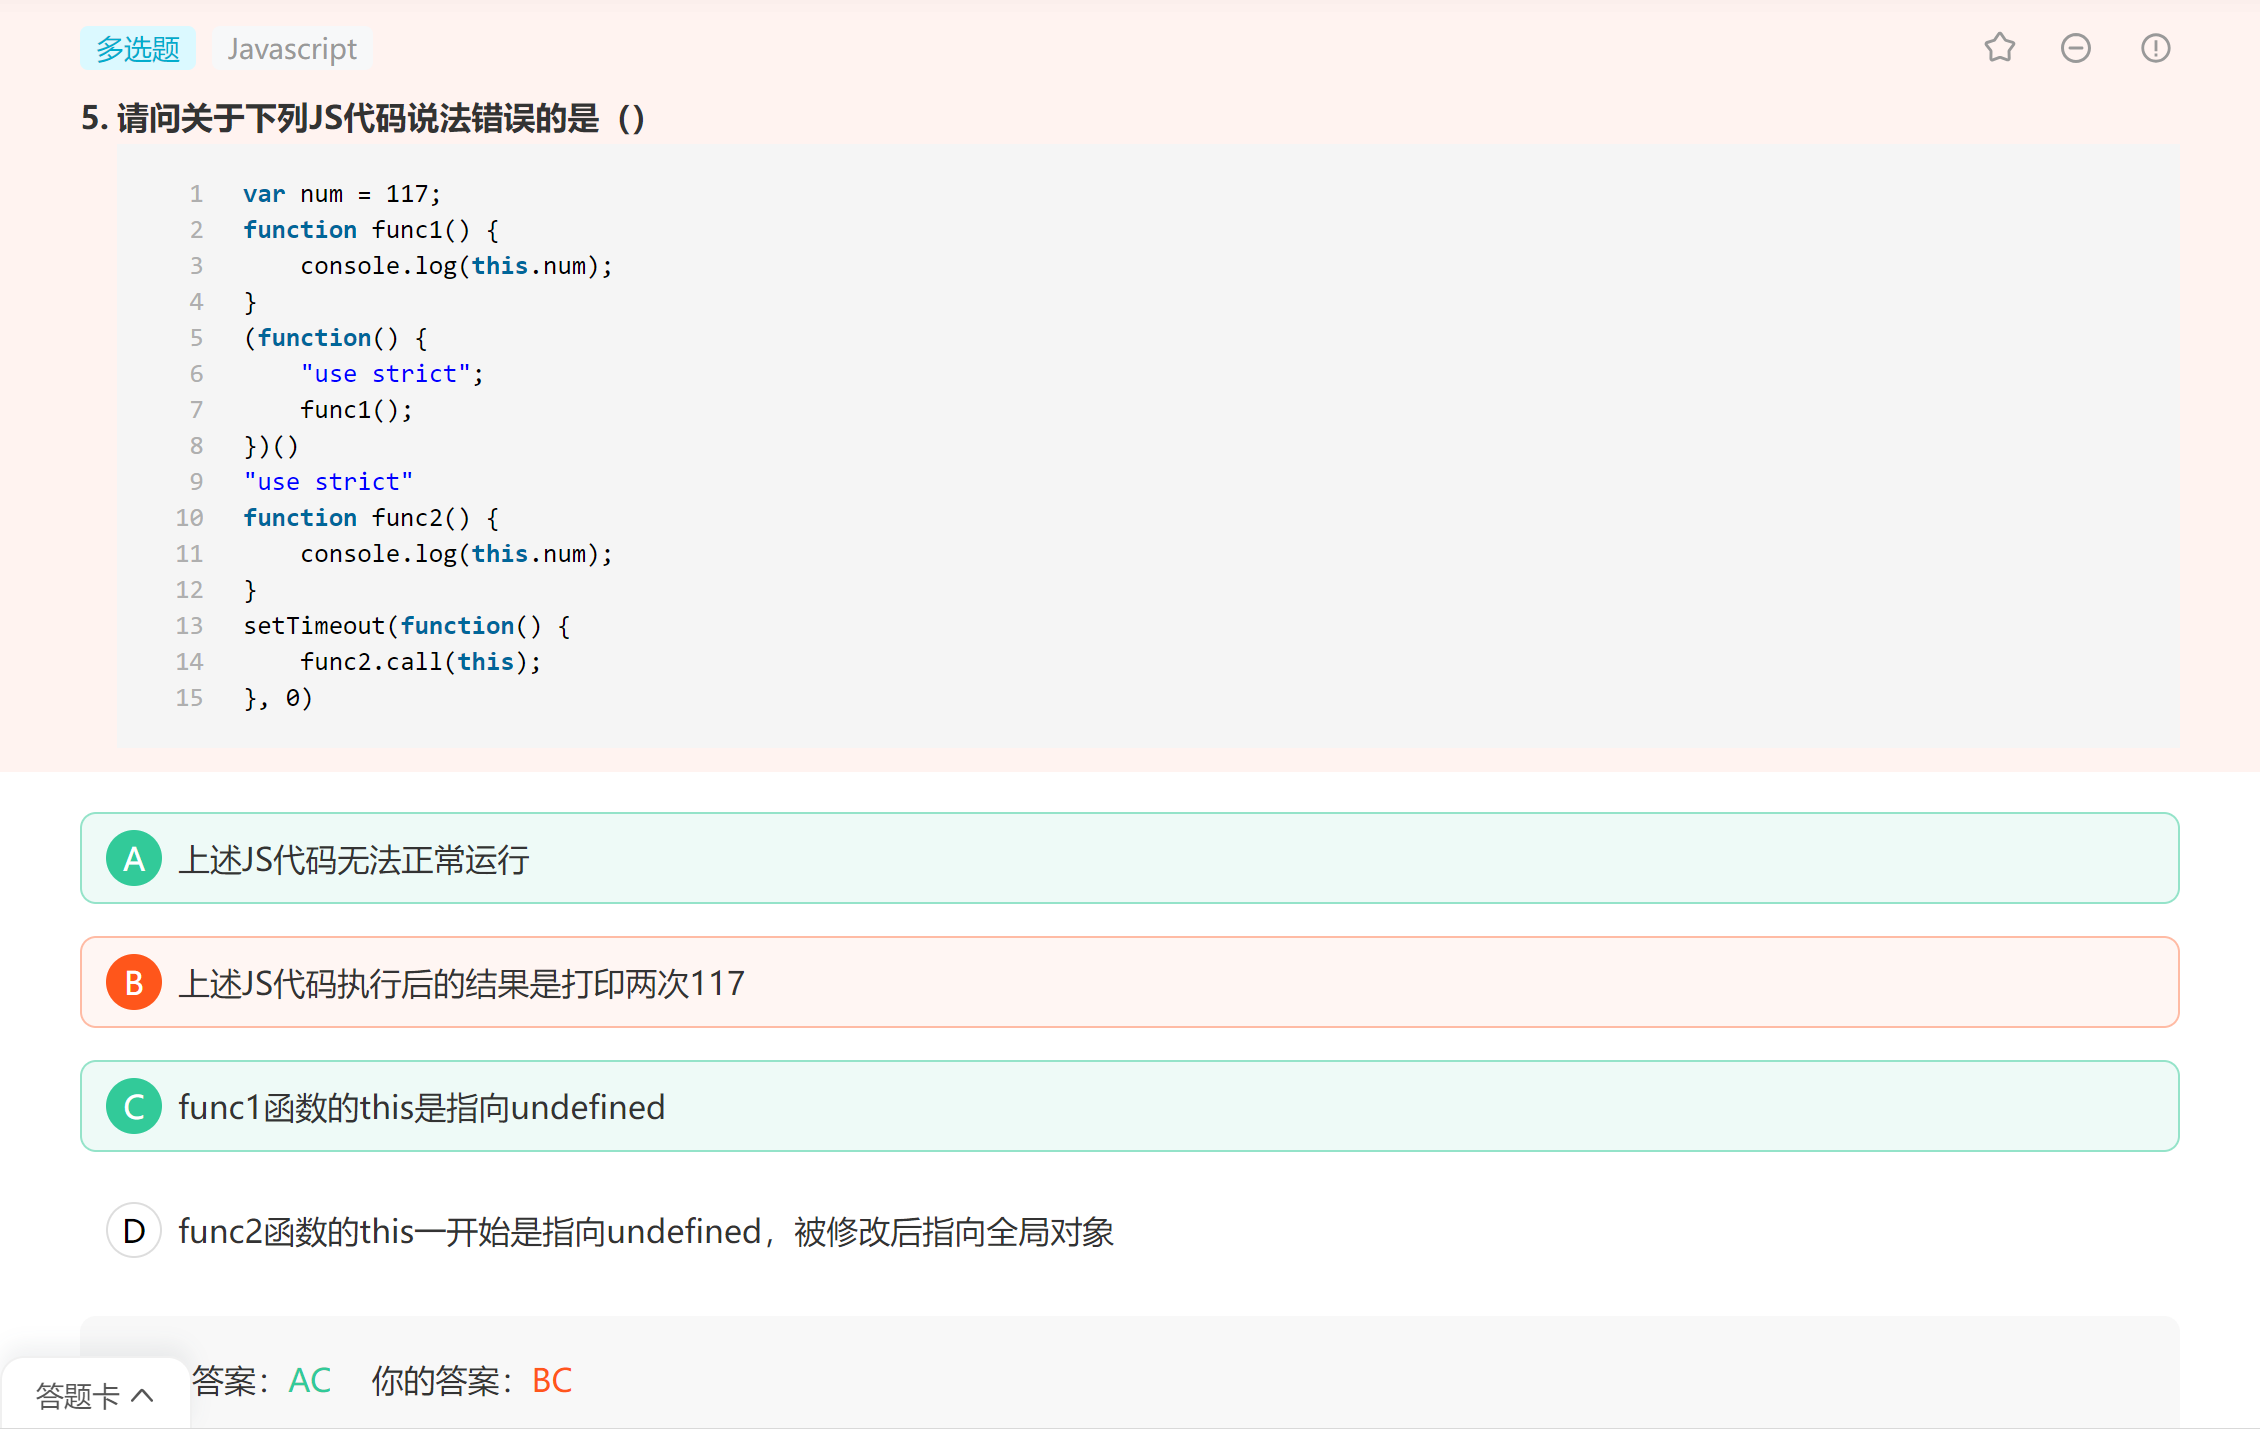 多选题 Javascript
5. 请问关于下列JS代码说法错误的是（）
1 var num = 117;
2 function func1() {
3     console.log(this.num);
4 }
5 (function() {
6     "use strict";
7     func1();
8 })()
9 "use strict"
10 function func2() {
11     console.log(this.num);
12 }
13 setTimeout(function() {
14     func2.call(this);
15 }, 0)
A 上述JS代码无法正常运行
B 上述JS代码执行后的结果是打印两次117
C func1函数的this是指向undefined
D func2函数的this一开始是指向undefined，被修改后指向全局对象
答案：AC 你的答案：BC
答题卡